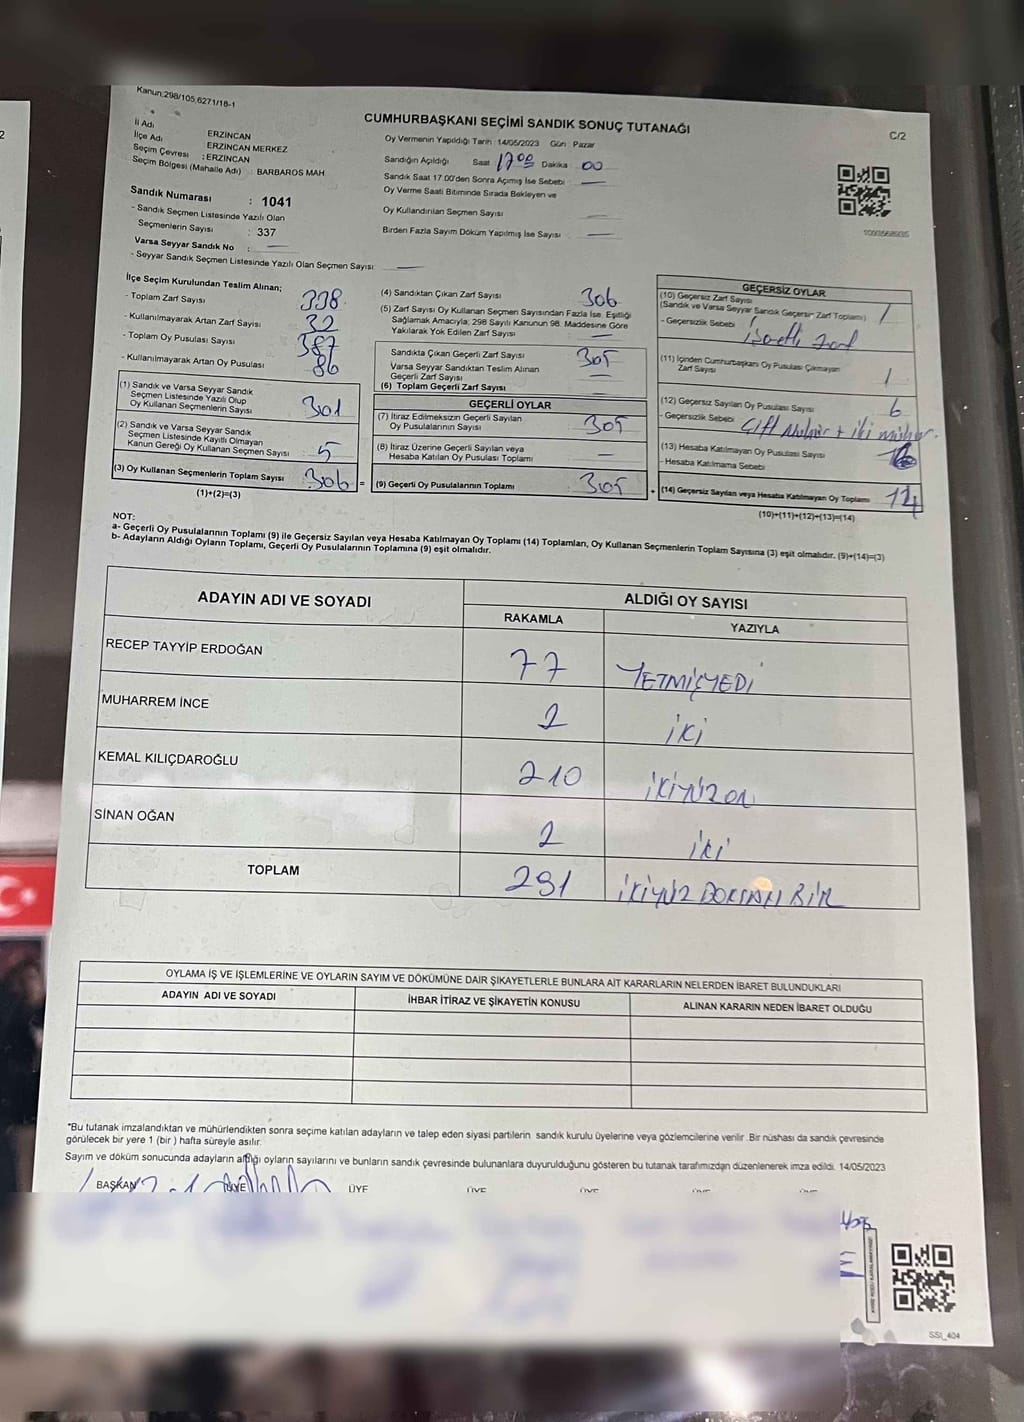 Kanun:298/105,6271/18-1
CUMHURBAŞKANI SEÇİMİ SANDIK SONUÇ TUTANAĞI
C/2
İl Adı ERZİNCAN
İlçe Adı ERZİNCAN MERKEZ
Seçim Çevresi : ERZİNCAN
Seçim Bölgesi (Mahalle Adı) BARBAROS MAH
Sandık Numarası : 1041
- Sandık Seçmen Listesinde Yazılı Olan
Seçmenlerin Sayısı : 337
Varsa Seyyar Sandık No : —
- Seyyar Sandık Seçmen Listesinde Yazılı Olan Seçmen Sayısı: —
Oy Vermenin Yapıldığı Tarih : 14/05/2023 Gün : Pazar
Sandığın Açıldığı Saat 17:00 Dakika : 00
Sandık Saat 17.00'den Sonra Açımış İse Sebebi : —
Oy Verme Saati Bitiminde Sırada Bekleyen ve
Oy Kullandırılan Seçmen Sayısı —
Birden Fazla Sayım Döküm Yapılmış İse Sayısı : —
İlçe Seçim Kurulundan Teslim Alınan;
- Toplam Zarf Sayısı 338
- Kullanılmayarak Artan Zarf Sayısı 32
- Toplam Oy Pusulası Sayısı 387
- Kullanılmayarak Artan Oy Pusulası 86
(1) Sandık ve Varsa Seyyar Sandık
Seçmen Listesinde Yazılı Olup
Oy Kullanan Seçmenlerin Sayısı 301
(2) Sandık ve Varsa Seyyar Sandık
Seçmen Listesinde Kayıtlı Olmayan
Kanun Gereği Oy Kullanan Seçmen Sayısı 5
(3) Oy Kullanan Seçmenlerin Toplam Sayısı 306 =
(1)+(2)=(3)
(4) Sandıktan Çıkan Zarf Sayısı 306
(5) Zarf Sayısı Oy Kullanan Seçmen Sayısından Fazla İse, Eşitliği
Sağlamak Amacıyla; 298 Sayılı Kanunun 98. Maddesine Göre
Yakılarak Yok Edilen Zarf Sayısı —
Sandıkta Çıkan Geçerli Zarf Sayısı 305
Varsa Seyyar Sandıktan Teslim Alınan
Geçerli Zarf Sayısı —
(6) Toplam Geçerli Zarf Sayısı
GEÇERLİ OYLAR
(7) İtiraz Edilmeksizin Geçerli Sayılan
Oy Pusulalarının Sayısı 305
(8) İtiraz Üzerine Geçerli Sayılan veya
Hesaba Katılan Oy Pusulası Toplamı —
(9) Geçerli Oy Pusulalarının Toplamı 305 +
GEÇERSİZ OYLAR
(10) Geçersiz Zarf Sayısı
(Sandık ve Varsa Seyyar Sandık Geçersiz Zarf Toplamı) 1
- Geçersizlik Sebebi : İşaretli Zarf
(11) İçinden Cumhurbaşkanı Oy Pusulası Çıkmayan
Zarf Sayısı 1
(12) Geçersiz Sayılan Oy Pusulası Sayısı 6
- Geçersizlik Sebebi Çift Mühür + iki mühür.
(13) Hesaba Katılmayan Oy Pusulası Sayısı
- Hesaba Katılmama Sebebi
(14) Geçersiz Sayılan veya Hesaba Katılmayan Oy Toplamı 14
(10)+(11)+(12)+(13)=(14)
NOT:
a- Geçerli Oy Pusulalarının Toplamı (9) ile Geçersiz Sayılan veya Hesaba Katılmayan Oy Toplamı (14) Toplamları, Oy Kullanan Seçmenlerin Toplam Sayısına (3) eşit olmalıdır. (9)+(14)=(3)
b- Adayların Aldığı Oyların Toplamı, Geçerli Oy Pusulalarının Toplamına (9) eşit olmalıdır.
ADAYIN ADI VE SOYADI ALDIĞI OY SAYISI
RAKAMLA YAZIYLA
RECEP TAYYİP ERDOĞAN 77 YETMİŞYEDİ
MUHARREM İNCE 2 İKİ
KEMAL KILIÇDAROĞLU 210 İKİYÜZON
SİNAN OĞAN 2 İKİ
TOPLAM 291 İKİYÜZ DOKSAN BİR
OYLAMA İŞ VE İŞLEMLERİNE VE OYLARIN SAYIM VE DÖKÜMÜNE DAİR ŞIKAYETLERLE BUNLARA AİT KARARLARIN NELERDEN İBARET BULUNDUKLARI
ADAYIN ADI VE SOYADI İHBAR İTİRAZ VE ŞİKAYETİN KONUSU ALINAN KARARIN NEDEN İBARET OLDUĞU
"Bu tutanak imzalandıktan ve mühürlendikten sonra seçime katılan adayların ve talep eden siyasi partilerin sandık kurulu üyelerine veya gözlemcilerine verilir .Bir nüshası da sandık çevresinde
görülecek bir yere 1 (bir ) hafta süreyle asılır.
Sayım ve döküm sonucunda adayların aldığı oyların sayılarını ve bunların sandık çevresinde bulunanlara duyurulduğunu gösteren bu tutanak tarafımızdan düzenlenerek imza edildi. 14/05/2023
BAŞKAN ÜYE ÜYE ÜYE ÜYE ÜYE ÜYE
SSİ_404